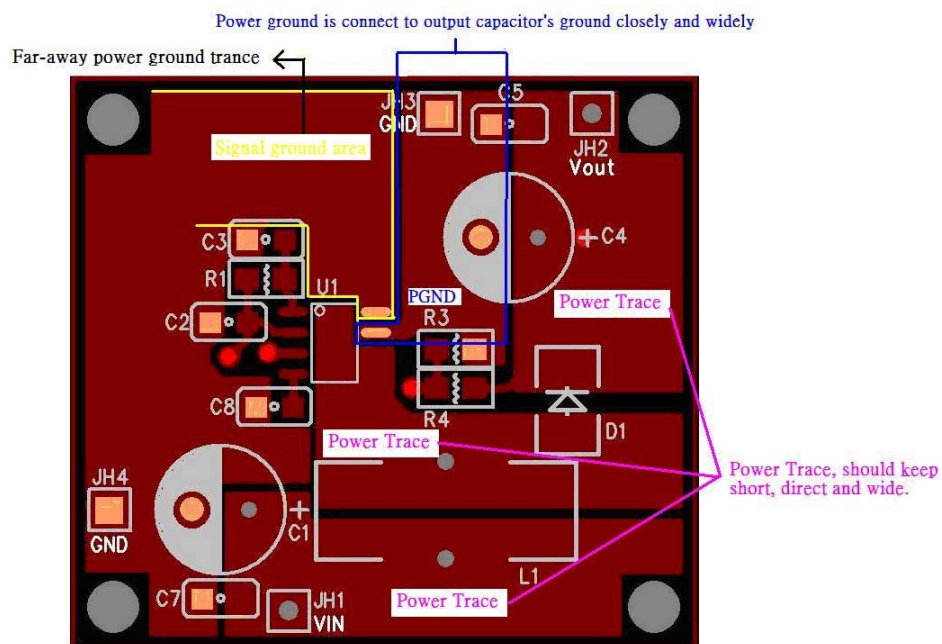 Power ground is connect to output capacitor's ground closely and widely
Far-away power ground trance
JH3
GND
C5
JH2
Vout
Signal ground area
C3
C4
R1
U1
PGND
Power Trace
C2
R3
R4
C8
D1
Power Trace
Power Trace, should keep
short, direct and wide.
JH4
GND
C1
L1
C7
JH1
VIN
Power Trace